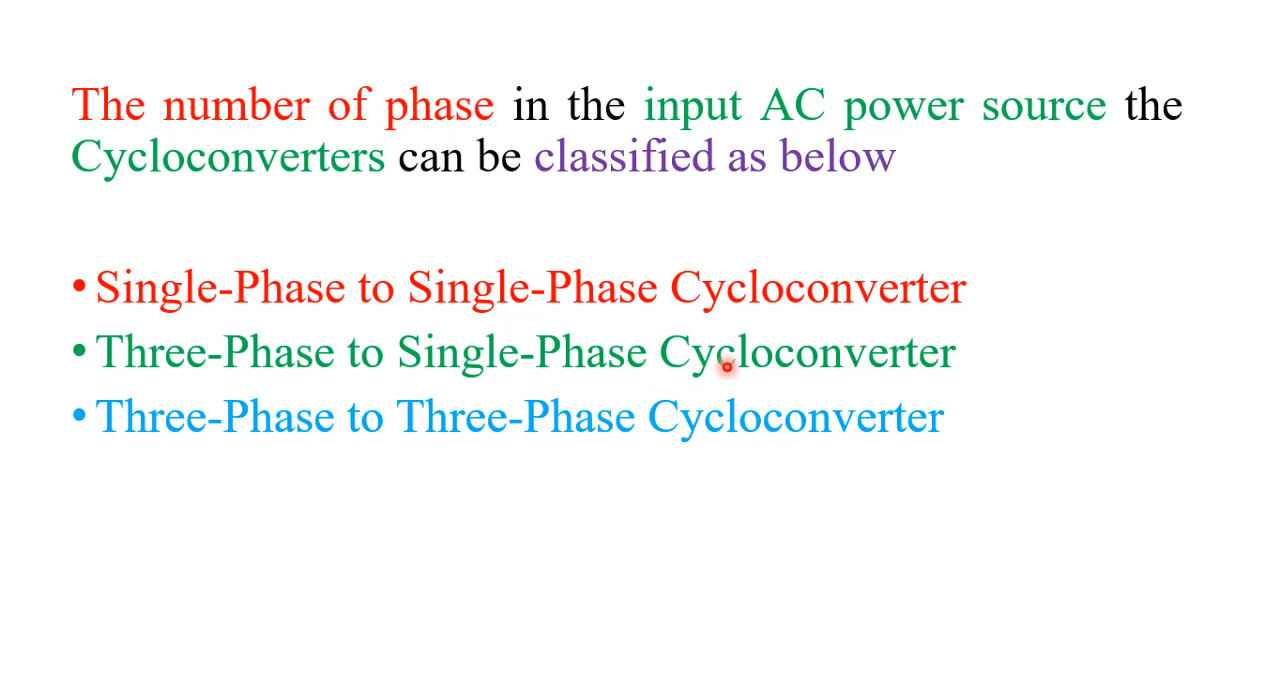 The number of phase in the input AC power source the
Cycloconverters can be classified as below
• Single-Phase to Single-Phase Cycloconverter
• Three-Phase to Single-Phase Cycloconverter
• Three-Phase to Three-Phase Cycloconverter